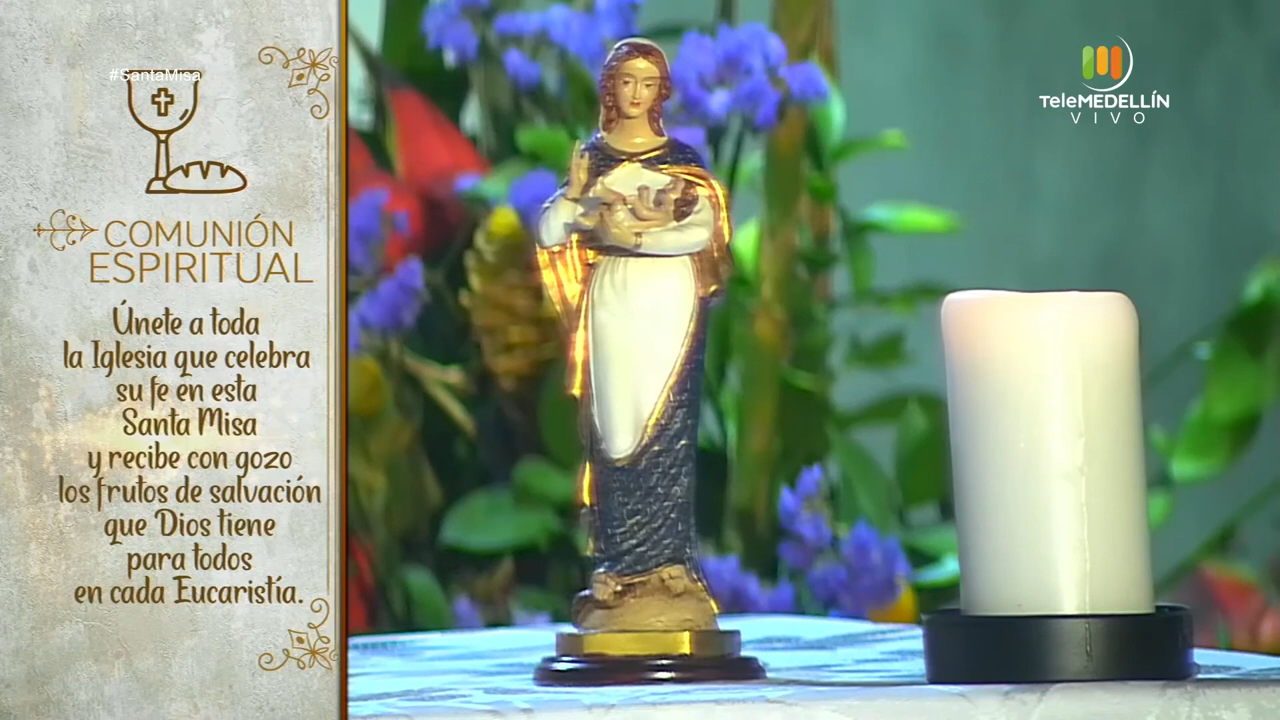 #SantaMisa
COMUNIÓN
ESPIRITUAL
Únete a toda
la Iglesia que celebra
su fe en esta
Santa Misa
y recibe con gozo
los frutos de salvación
que Dios tiene
para todos
en cada Eucaristía.
TeleMEDELLÍN
VIVO